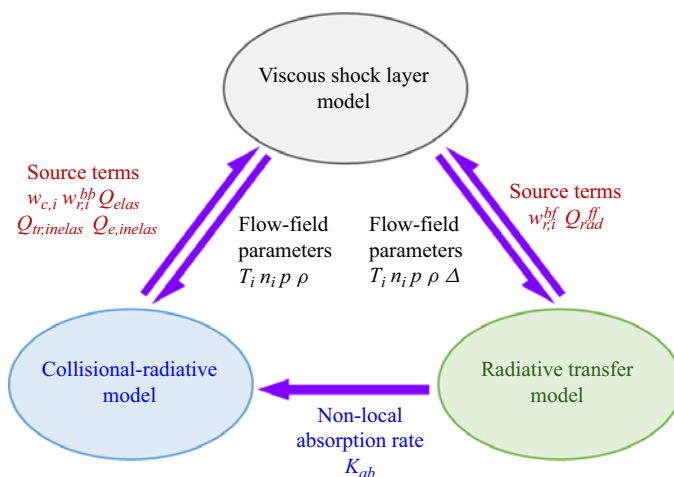 Viscous shock layer
model
Source terms
w_{c,i} w_{r,i}^{bb} Q_{elas}
Q_{tr,inelas} Q_{e,inelas}
Flow-field
parameters
T_i n_i p ρ
Flow-field
parameters
T_i n_i p ρ Δ
Source terms
w_{r,i}^{bf} Q_{rad}^{ff}
Collisional-radiative
model
Radiative transfer
model
Non-local
absorption rate
K_{ab}